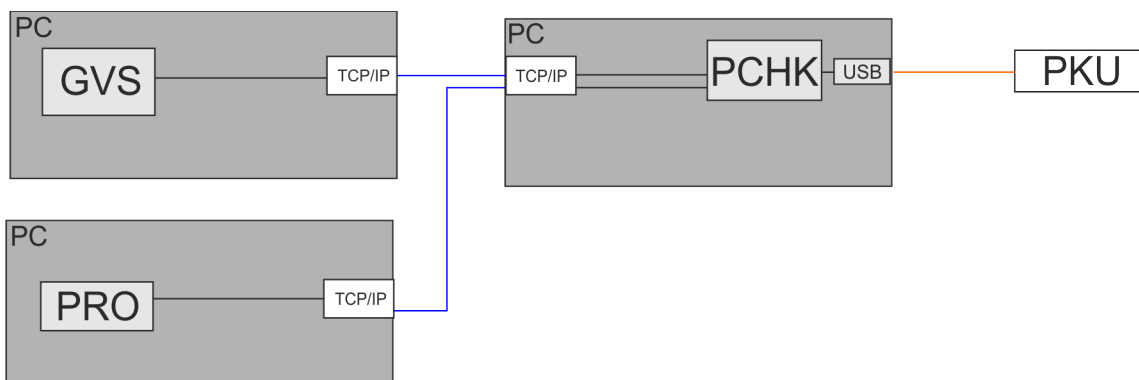 PC
GVS
TCP/IP
PC
TCP/IP
PCHK
USB
PKU
PC
PRO
TCP/IP